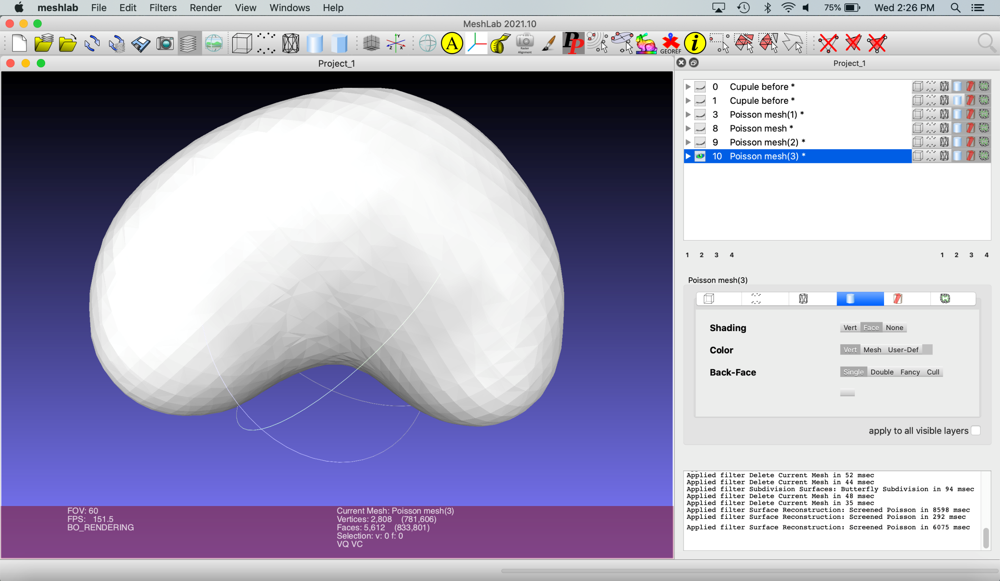 meshlab File Edit Filters Render View Windows Help 75% Wed 2:26 PM
MeshLab 2021.10
A Raster Alignment PP GEOREF i
Y Z X
Project_1
Project_1
0 Cupule before *
1 Cupule before *
3 Poisson mesh(1) *
8 Poisson mesh *
9 Poisson mesh(2) *
10 Poisson mesh(3) *
1 2 3 4 1 2 3 4
Poisson mesh(3)
Shading Vert Face None
Color Vert Mesh User-Def
Back-Face Single Double Fancy Cull
apply to all visible layers
Applied filter Delete Current Mesh in 52 msec
Applied filter Delete Current Mesh in 44 msec
Applied filter Subdivision Surfaces: Butterfly Subdivision in 94 msec
Applied filter Delete Current Mesh in 48 msec
Applied filter Delete Current Mesh in 35 msec
Applied filter Surface Reconstruction: Screened Poisson in 8598 msec
Applied filter Surface Reconstruction: Screened Poisson in 292 msec
Applied filter Surface Reconstruction: Screened Poisson in 6075 msec
FOV: 60
FPS: 151.5
BO_RENDERING
Current Mesh: Poisson mesh(3)
Vertices: 2,808 (781,606)
Faces: 5,612 (833,801)
Selection: v: 0 f: 0
VQ VC